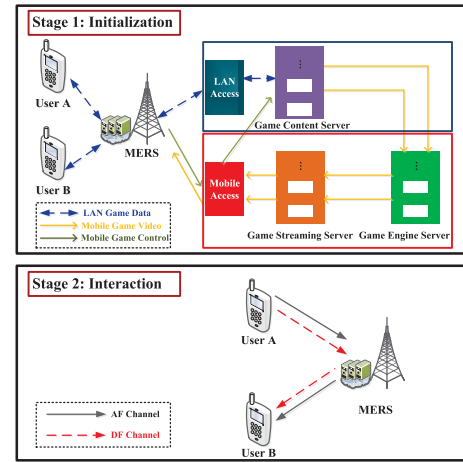 Stage 1: Initialization
User A
User B
MERS
LAN
Access
Game Content Server
Mobile
Access
Game Streaming Server
Game Engine Server
LAN Game Data
Mobile Game Video
Mobile Game Control
Stage 2: Interaction
User A
MERS
User B
AF Channel
DF Channel